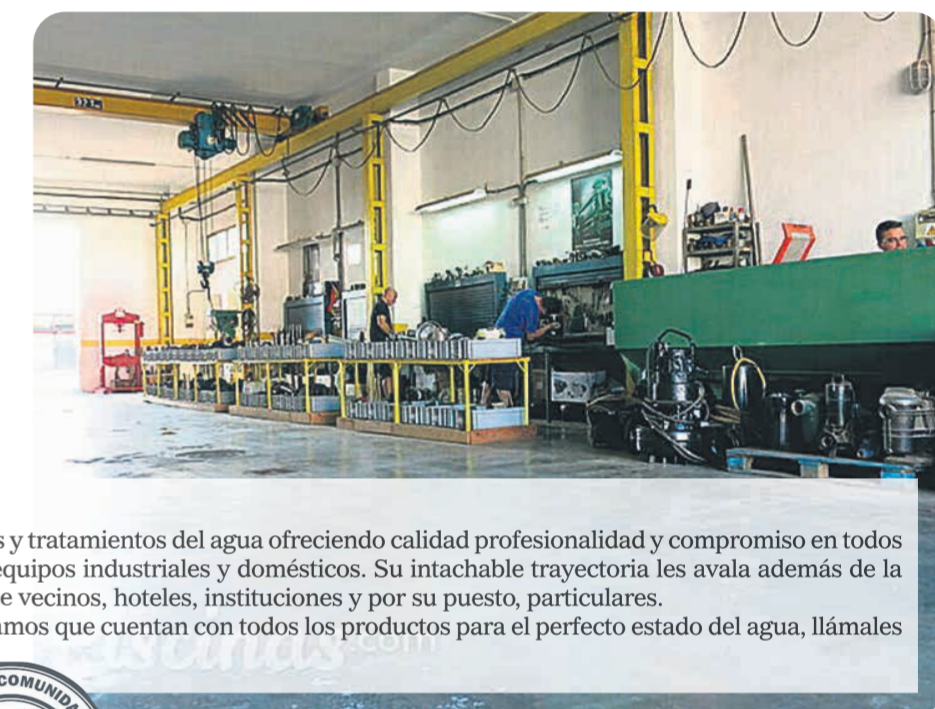 s y tratamientos del agua ofreciendo calidad profesionalidad y compromiso en todos
equipos industriales y domésticos. Su intachable trayectoria les avala además de la
e vecinos, hoteles, instituciones y por su puesto, particulares.
amos que cuentan con todos los productos para el perfecto estado del agua, llámales
iscinas.com
COMUNIDA